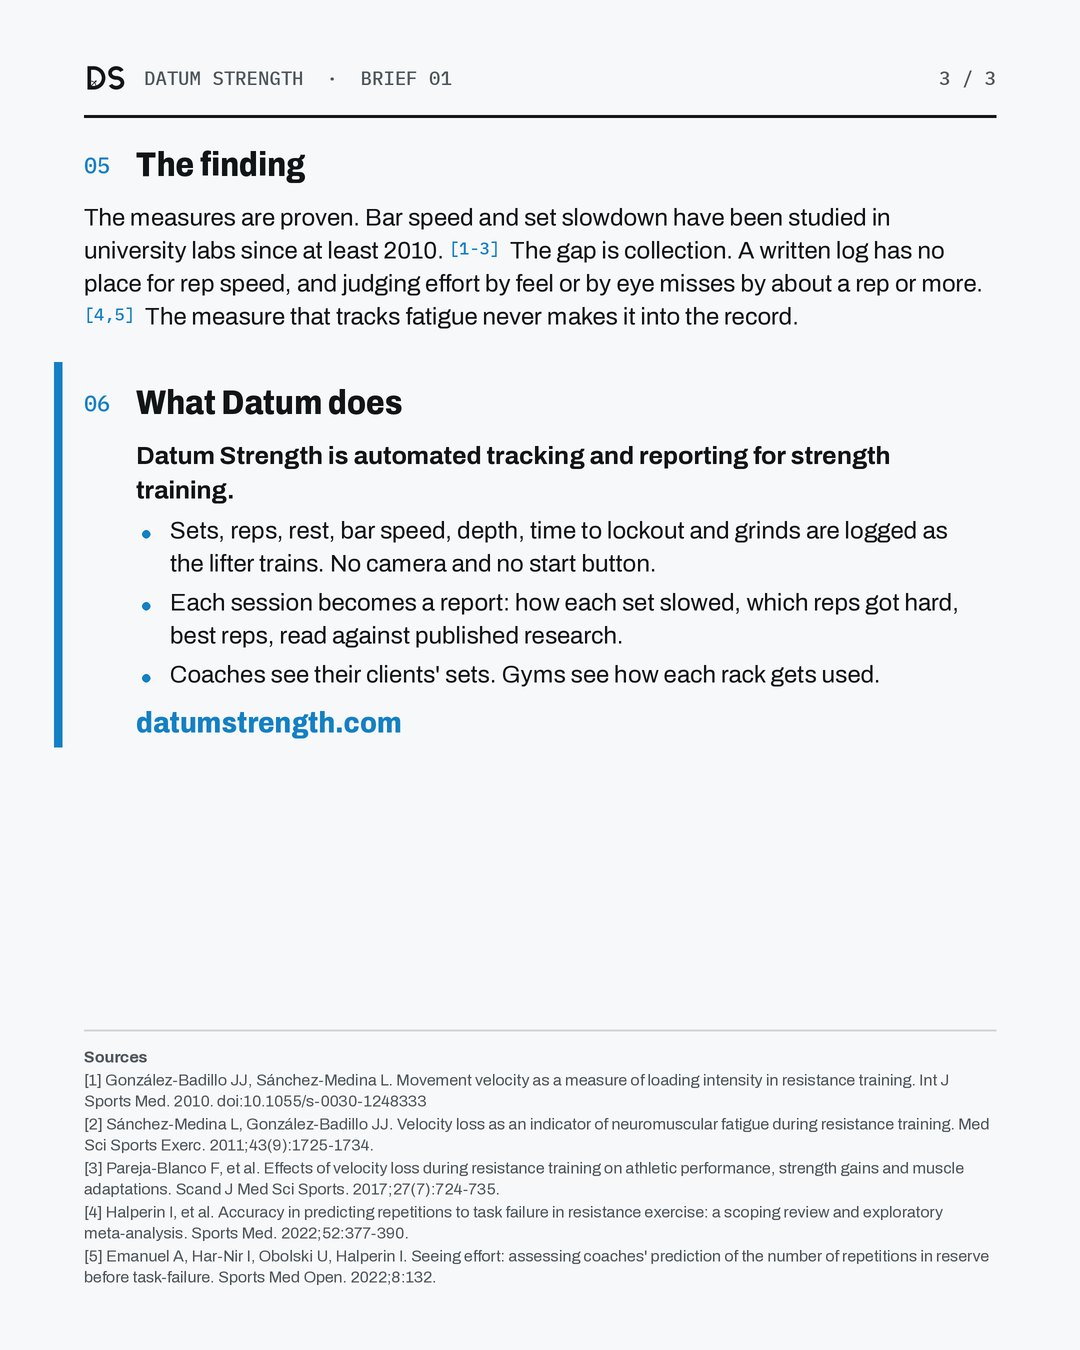 DS DATUM STRENGTH · BRIEF 01 3 / 3
05 The finding
The measures are proven. Bar speed and set slowdown have been studied in
university labs since at least 2010. [1-3] The gap is collection. A written log has no
place for rep speed, and judging effort by feel or by eye misses by about a rep or more.
[4,5] The measure that tracks fatigue never makes it into the record.
06 What Datum does
Datum Strength is automated tracking and reporting for strength
training.
• Sets, reps, rest, bar speed, depth, time to lockout and grinds are logged as
the lifter trains. No camera and no start button.
• Each session becomes a report: how each set slowed, which reps got hard,
best reps, read against published research.
• Coaches see their clients' sets. Gyms see how each rack gets used.
datumstrength.com
Sources
[1] González-Badillo JJ, Sánchez-Medina L. Movement velocity as a measure of loading intensity in resistance training. Int J
Sports Med. 2010. doi:10.1055/s-0030-1248333
[2] Sánchez-Medina L, González-Badillo JJ. Velocity loss as an indicator of neuromuscular fatigue during resistance training. Med
Sci Sports Exerc. 2011;43(9):1725-1734.
[3] Pareja-Blanco F, et al. Effects of velocity loss during resistance training on athletic performance, strength gains and muscle
adaptations. Scand J Med Sci Sports. 2017;27(7):724-735.
[4] Halperin I, et al. Accuracy in predicting repetitions to task failure in resistance exercise: a scoping review and exploratory
meta-analysis. Sports Med. 2022;52:377-390.
[5] Emanuel A, Har-Nir I, Obolski U, Halperin I. Seeing effort: assessing coaches' prediction of the number of repetitions in reserve
before task-failure. Sports Med Open. 2022;8:132.